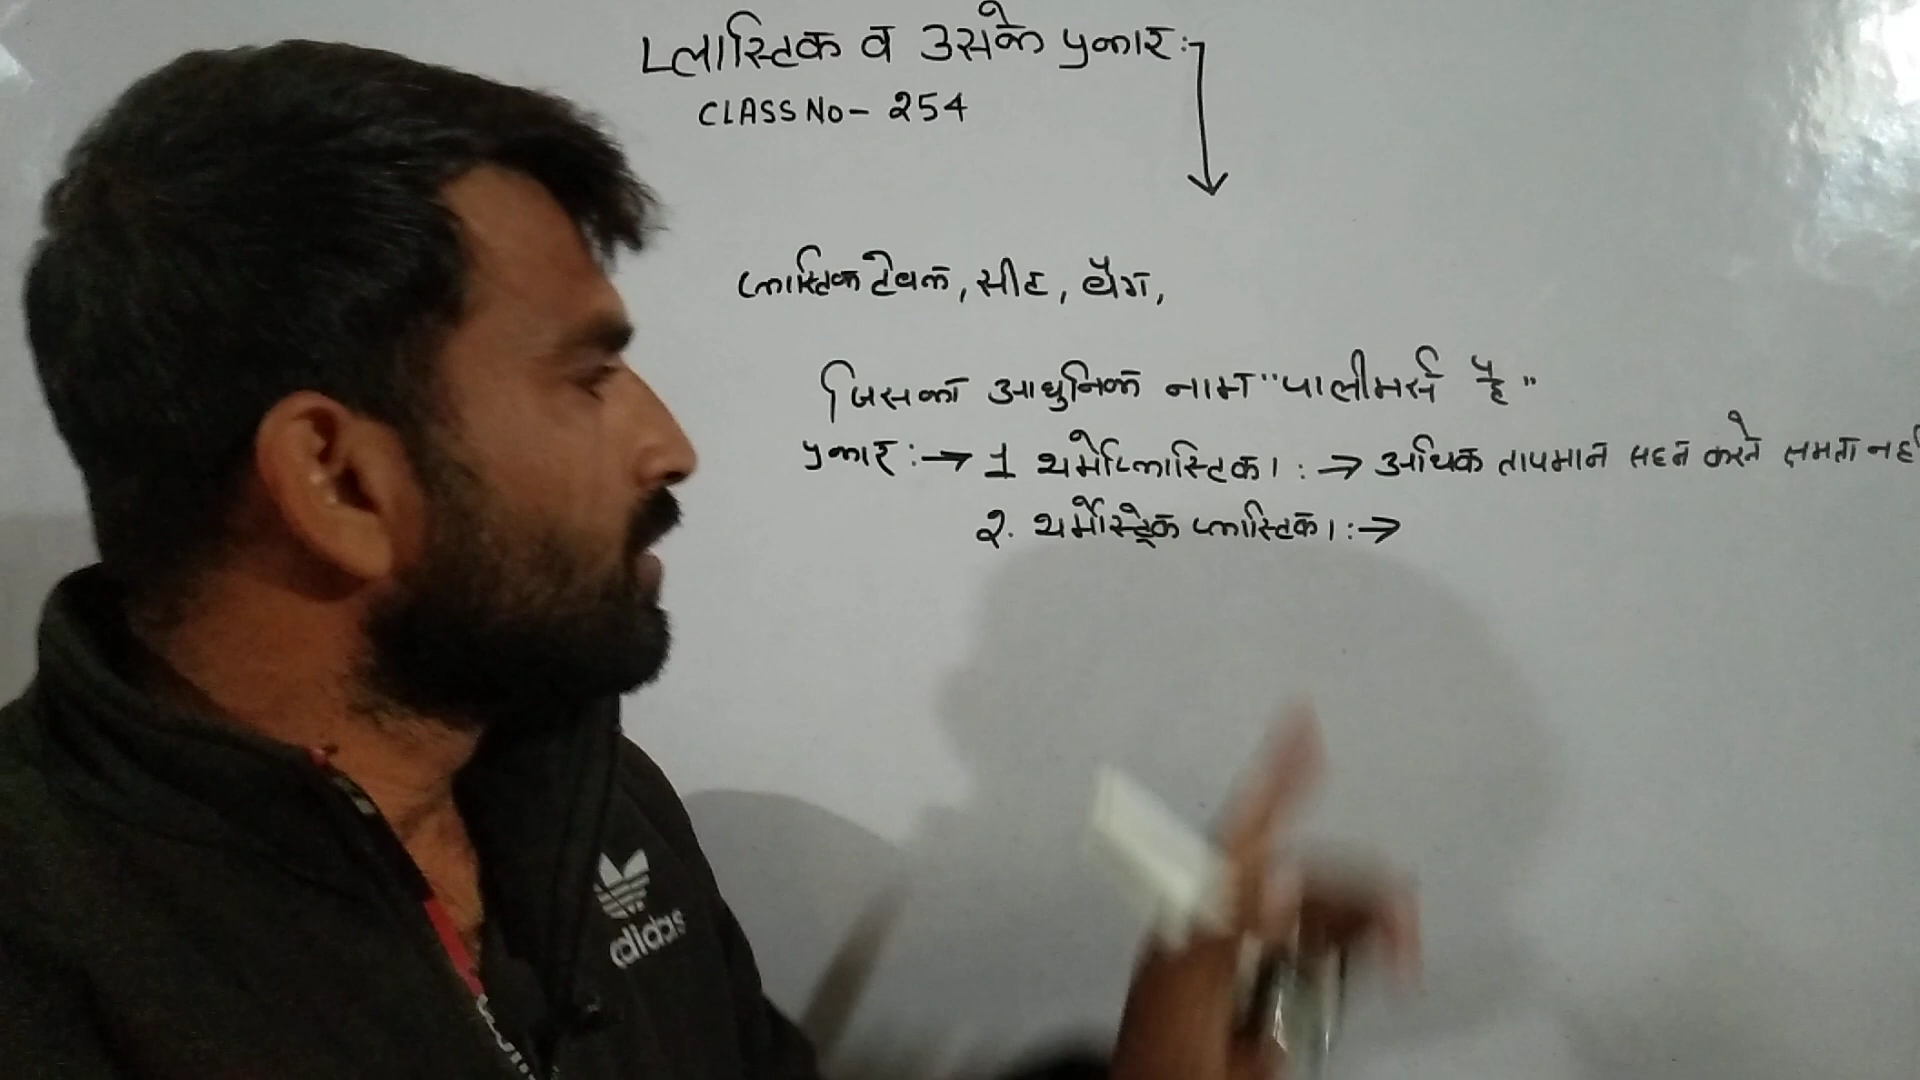 प्लास्टिक व उसके प्रकार :-
CLASS NO - 254
प्लास्टिक टेबल, सीट, बैग,
जिसका आधुनिक नाम "पालीमर्स है"
प्रकार :→ 1 थर्मोप्लास्टिक। :→ अधिक तापमान सहन करने क्षमता नही
2. थर्मोस्ट्रेक प्लास्टिक। :→
adidas